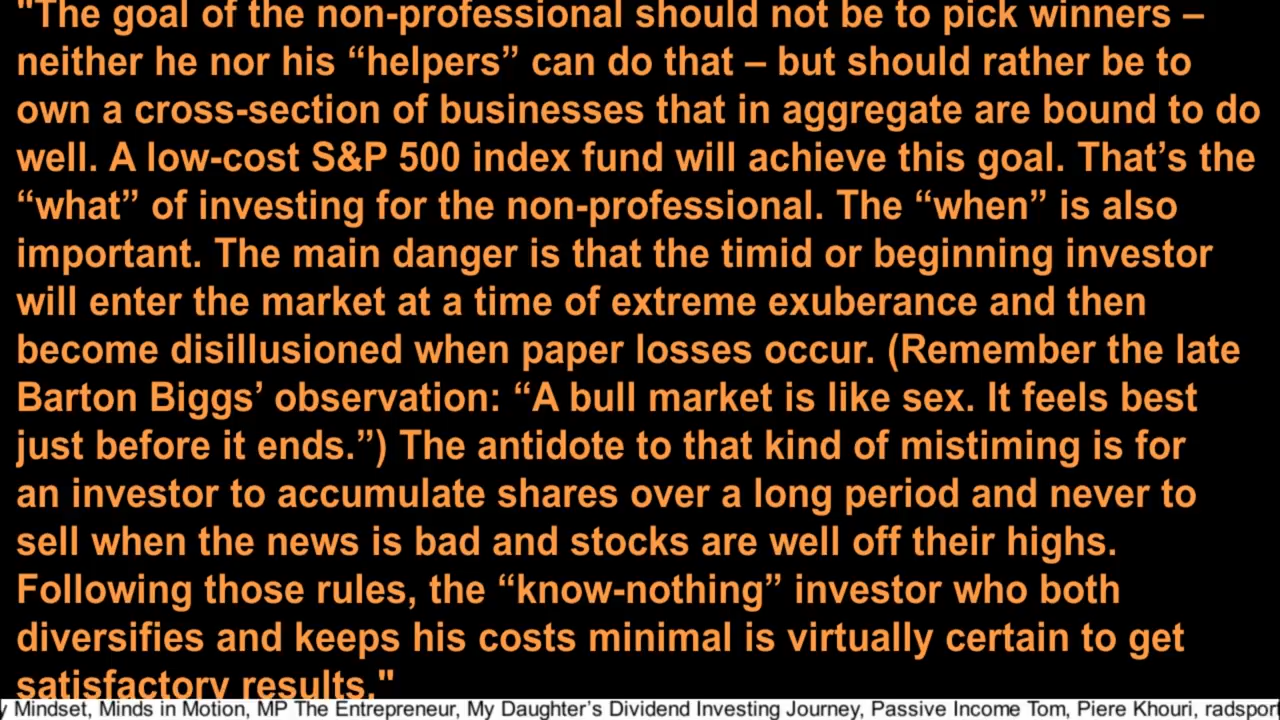 "The goal of the non-professional should not be to pick winners –
neither he nor his “helpers” can do that – but should rather be to
own a cross-section of businesses that in aggregate are bound to do
well. A low-cost S&P 500 index fund will achieve this goal. That’s the
“what” of investing for the non-professional. The “when” is also
important. The main danger is that the timid or beginning investor
will enter the market at a time of extreme exuberance and then
become disillusioned when paper losses occur. (Remember the late
Barton Biggs’ observation: “A bull market is like sex. It feels best
just before it ends.”) The antidote to that kind of mistiming is for
an investor to accumulate shares over a long period and never to
sell when the news is bad and stocks are well off their highs.
Following those rules, the “know-nothing” investor who both
diversifies and keeps his costs minimal is virtually certain to get
satisfactory results."
Mindset, Minds in Motion, MP The Entrepreneur, My Daughter’s Dividend Investing Journey, Passive Income Tom, Piere Khouri,